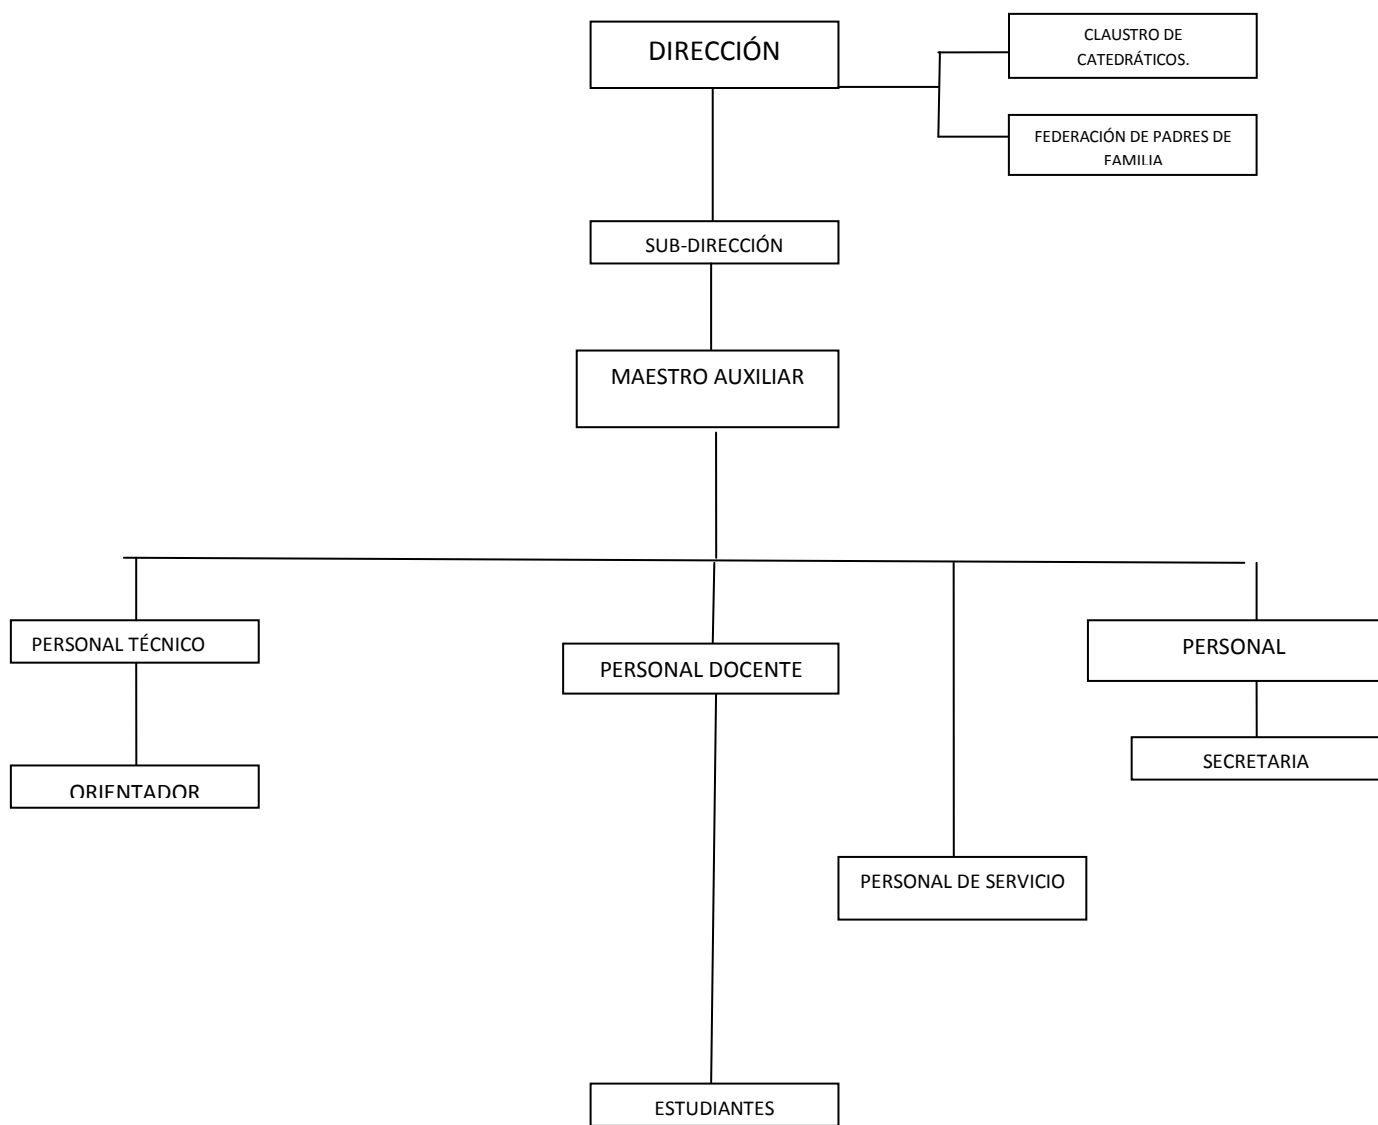 DIRECCIÓN
CLAUSTRO DE
CATEDRÁTICOS.
FEDERACIÓN DE PADRES DE
FAMILIA
SUB-DIRECCIÓN
MAESTRO AUXILIAR
PERSONAL TÉCNICO
PERSONAL DOCENTE
PERSONAL
ORIENTADOR
SECRETARIA
PERSONAL DE SERVICIO
ESTUDIANTES